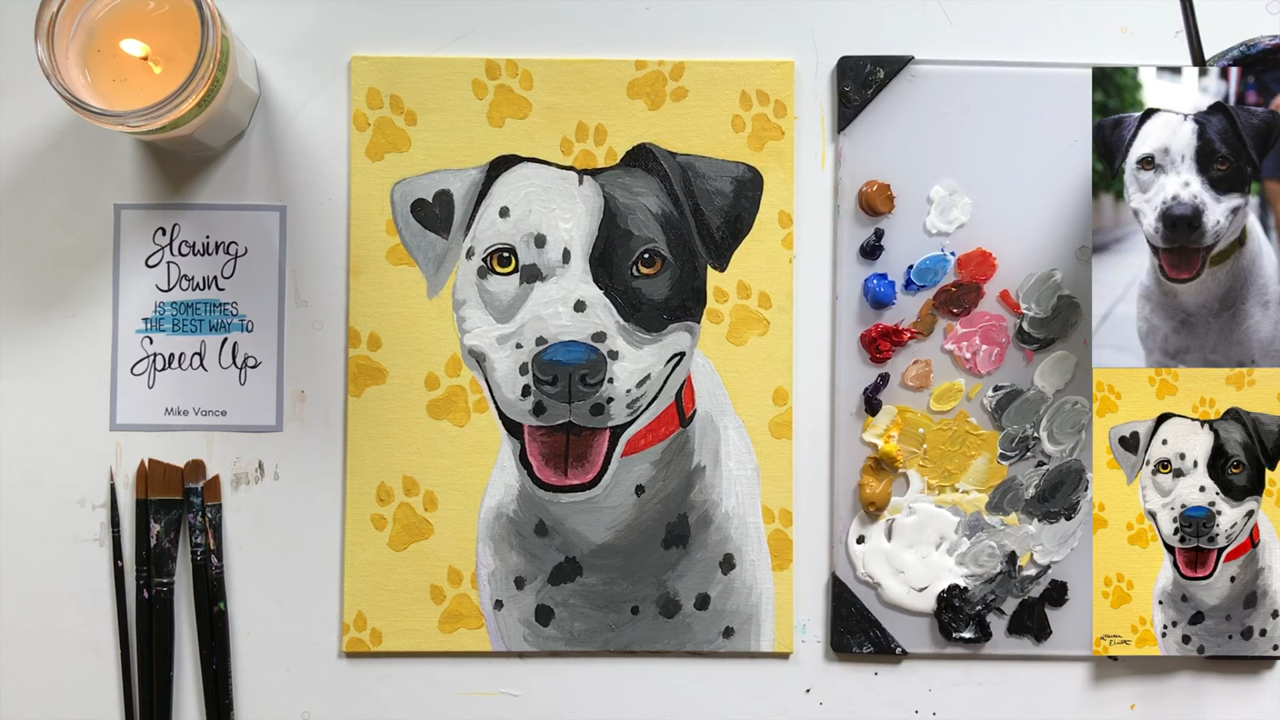 Slowing
Down
IS SOMETIMES
THE BEST WAY TO
Speed Up
Mike Vance